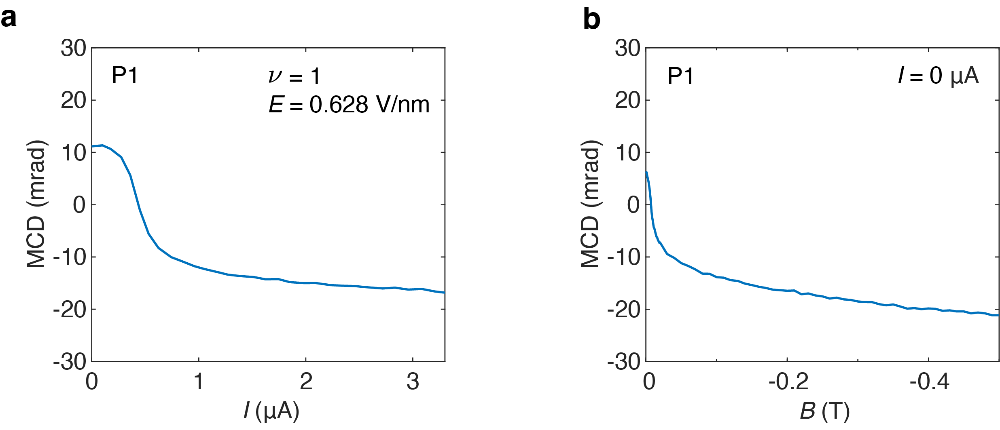 a
30
20
10
0
-10
-20
-30
MCD (mrad)
P1
ν = 1
E = 0.628 V/nm
0 1 2 3
I (μA)
b
30
20
10
0
-10
-20
-30
MCD (mrad)
P1
I = 0 μA
0 -0.2 -0.4
B (T)